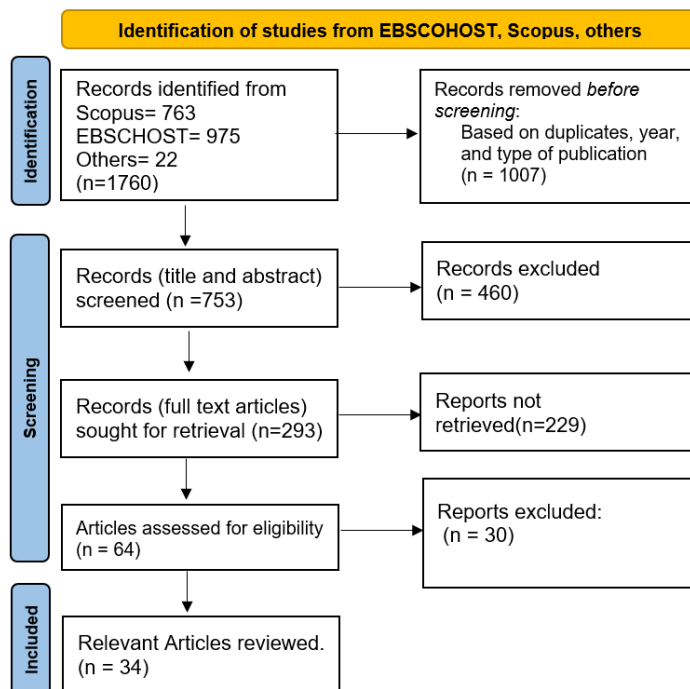 Identification of studies from EBSCOHOST, Scopus, others
Identification
Records identified from
Scopus= 763
EBSCHOST= 975
Others= 22
(n=1760)
Records removed before
screening:
Based on duplicates, year,
and type of publication
(n = 1007)
Screening
Records (title and abstract)
screened (n =753)
Records excluded
(n = 460)
Records (full text articles)
sought for retrieval (n=293)
Reports not
retrieved(n=229)
Articles assessed for eligibility
(n = 64)
Reports excluded:
(n = 30)
Included
Relevant Articles reviewed.
(n = 34)